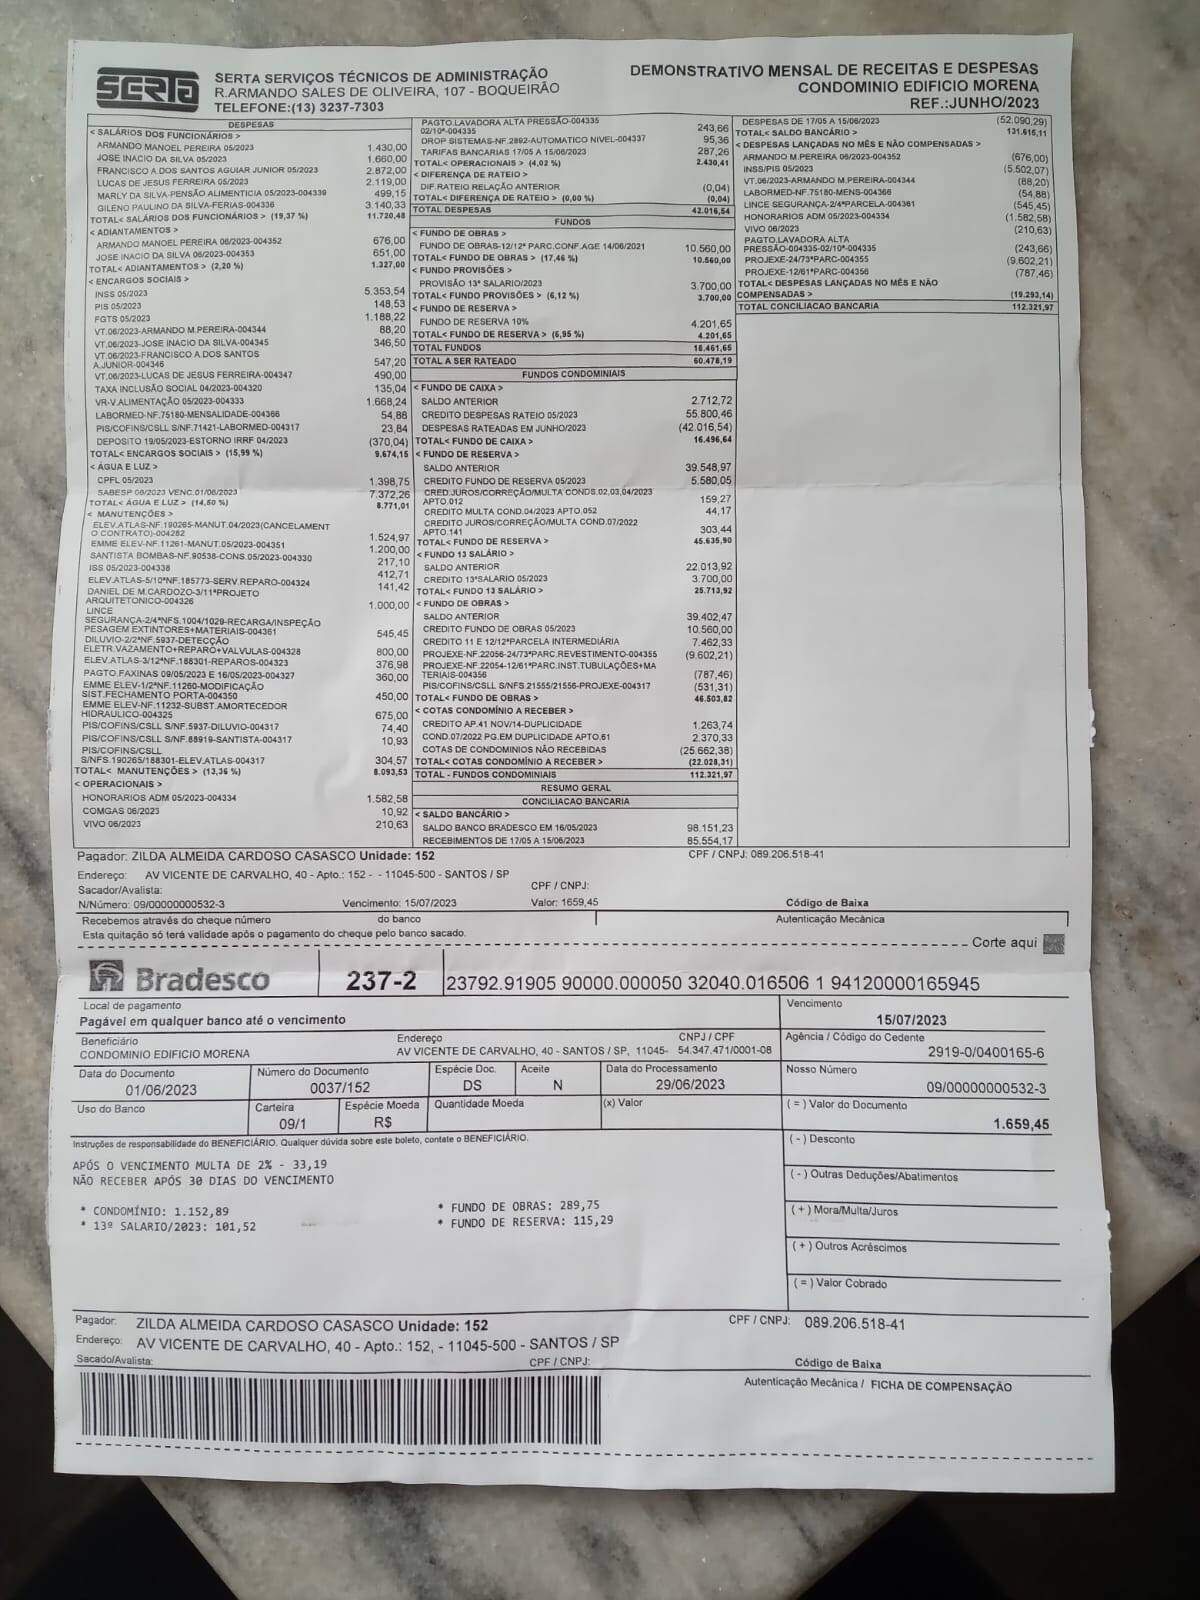 SERTA
SERTA SERVIÇOS TÉCNICOS DE ADMINISTRAÇÃO
R.ARMANDO SALES DE OLIVEIRA, 107 - BOQUEIRÃO
TELEFONE:(13) 3237-7303
DEMONSTRATIVO MENSAL DE RECEITAS E DESPESAS
CONDOMINIO EDIFICIO MORENA
REF.:JUNHO/2023
DESPESAS
< SALÁRIOS DOS FUNCIONÁRIOS >
ARMANDO MANOEL PEREIRA 05/2023 1.430,00
JOSE INACIO DA SILVA 05/2023 1.660,00
FRANCISCO A DOS SANTOS AGUIAR JUNIOR 05/2023 2.872,00
LUCAS DE JESUS FERREIRA 05/2023 2.119,00
MARLY DA SILVA-PENSÃO ALIMENTICIA 05/2023-004339 499,15
GILENO PAULINO DA SILVA-FERIAS-004336 3.140,33
TOTAL< SALÁRIOS DOS FUNCIONÁRIOS > (19,37 %) 11.720,48
< ADIANTAMENTOS >
ARMANDO MANOEL PEREIRA 06/2023-004352 676,00
JOSE INACIO DA SILVA 06/2023-004353 651,00
TOTAL< ADIANTAMENTOS > (2,20 %) 1.327,00
< ENCARGOS SOCIAIS >
INSS 05/2023 5.353,54
PIS 05/2023 148,53
FGTS 05/2023 1.188,22
VT.06/2023-ARMANDO M.PEREIRA-004344 88,20
VT.06/2023-JOSE INACIO DA SILVA-004345 346,50
VT.06/2023-FRANCISCO A.DOS SANTOS
A.JUNIOR-004346 547,20
VT.06/2023-LUCAS DE JESUS FERREIRA-004347 490,00
TAXA INCLUSÃO SOCIAL 04/2023-004320 135,04
VR-V.ALIMENTAÇÃO 05/2023-004333 1.668,24
LABORMED-NF.75180-MENSALIDADE-004366 54,88
PIS/COFINS/CSLL S/NF.71421-LABORMED-004317 23,84
DEPOSITO 19/05/2023-ESTORNO IRRF 04/2023 (370,04)
TOTAL< ENCARGOS SOCIAIS > (15,99 %) 9.674,15
< ÁGUA E LUZ >
CPFL 05/2023 1.398,75
SABESP 06/2023 VENC.01/06/2023 7.372,26
TOTAL< ÁGUA E LUZ > (14,50 %) 8.771,01
< MANUTENÇÕES >
ELEV.ATLAS-NF.190265-MANUT.04/2023(CANCELAMENT
O CONTRATO)-004282 1.524,97
EMME ELEV-NF.11261-MANUT.05/2023-004351 1.200,00
SANTISTA BOMBAS-NF.90538-CONS.05/2023-004330 217,10
ISS 05/2023-004338 412,71
ELEV.ATLAS-5/10ªNF.185773-SERV.REPARO-004324 141,42
DANIEL DE M.CARDOZO-3/11ªPROJETO
ARQUITETONICO-004326 1.000,00
LINCE
SEGURANÇA-2/4ªNFS.1004/1029-RECARGA/INSPEÇÃO
PESAGEM EXTINTORES+MATERIAIS-004361 545,45
DILUVIO-2/2ªNF.5937-DETECÇÃO
ELETR.VAZAMENTO+REPARO+VALVULAS-004328 800,00
ELEV.ATLAS-3/12ªNF.188301-REPAROS-004323 376,98
PAGTO.FAXINAS 09/05/2023 E 16/05/2023-004327 360,00
EMME ELEV-1/2ªNF.11260-MODIFICAÇÃO
SIST.FECHAMENTO PORTA-004350 450,00
EMME ELEV-NF.11232-SUBST.AMORTECEDOR
HIDRAULICO-004325 675,00
PIS/COFINS/CSLL S/NF.5937-DILUVIO-004317 74,40
PIS/COFINS/CSLL S/NF.88919-SANTISTA-004317 10,93
PIS/COFINS/CSLL
S/NFS.190265/188301-ELEV.ATLAS-004317 304,57
TOTAL< MANUTENÇÕES > (13,36 %) 8.093,53
< OPERACIONAIS >
HONORARIOS ADM 05/2023-004334 1.582,58
COMGAS 06/2023 10,92
VIVO 06/2023 210,63
PAGTO.LAVADORA ALTA PRESSÃO-004335
02/10ª-004335 243,66
DROP SISTEMAS-NF.2892-AUTOMATICO NIVEL-004337 95,36
TARIFAS BANCARIAS 17/05 A 15/06/2023 287,26
TOTAL< OPERACIONAIS > (4,02 %) 2.430,41
< DIFERENÇA DE RATEIO >
DIF.RATEIO RELAÇÃO ANTERIOR (0,04)
TOTAL< DIFERENÇA DE RATEIO > (0,00 %) (0,04)
TOTAL DESPESAS 42.016,54
FUNDOS
< FUNDO DE OBRAS >
FUNDO DE OBRAS-12/12ª PARC.CONF.AGE 14/06/2021 10.560,00
TOTAL< FUNDO DE OBRAS > (17,46 %) 10.560,00
< FUNDO PROVISÕES >
PROVISÃO 13º SALARIO/2023 3.700,00
TOTAL< FUNDO PROVISÕES > (6,12 %) 3.700,00
< FUNDO DE RESERVA >
FUNDO DE RESERVA 10% 4.201,65
TOTAL< FUNDO DE RESERVA > (6,95 %) 4.201,65
TOTAL FUNDOS 18.461,65
TOTAL A SER RATEADO 60.478,19
FUNDOS CONDOMINIAIS
< FUNDO DE CAIXA >
SALDO ANTERIOR 2.712,72
CREDITO DESPESAS RATEIO 05/2023 55.800,46
DESPESAS RATEADAS EM JUNHO/2023 (42.016,54)
TOTAL< FUNDO DE CAIXA > 16.496,64
< FUNDO DE RESERVA >
SALDO ANTERIOR 39.548,97
CREDITO FUNDO DE RESERVA 05/2023 5.580,05
CRED.JUROS/CORREÇÃO/MULTA CONDS.02,03,04/2023
APTO.012 159,27
CREDITO MULTA COND.04/2023 APTO.052 44,17
CREDITO JUROS/CORREÇÃO/MULTA COND.07/2022
APTO.141 303,44
TOTAL< FUNDO DE RESERVA > 45.635,90
< FUNDO 13 SALÁRIO >
SALDO ANTERIOR 22.013,92
CREDITO 13ºSALARIO 05/2023 3.700,00
TOTAL< FUNDO 13 SALÁRIO > 25.713,92
< FUNDO DE OBRAS >
SALDO ANTERIOR 39.402,47
CREDITO FUNDO DE OBRAS 05/2023 10.560,00
CREDITO 11 E 12/12ªPARCELA INTERMEDIÁRIA 7.462,33
PROJEXE-NF.22056-24/73ªPARC.REVESTIMENTO-004355 (9.602,21)
PROJEXE-NF.22054-12/61ªPARC.INST.TUBULAÇÕES+MA
TERIAIS-004356 (787,46)
PIS/COFINS/CSLL S/NFS.21555/21556-PROJEXE-004317 (531,31)
TOTAL< FUNDO DE OBRAS > 46.503,82
< COTAS CONDOMÍNIO A RECEBER >
CREDITO AP.41 NOV/14-DUPLICIDADE 1.263,74
COND.07/2022 PG.EM DUPLICIDADE APTO.61 2.370,33
COTAS DE CONDOMINIOS NÃO RECEBIDAS (25.662,38)
TOTAL< COTAS CONDOMÍNIO A RECEBER > (22.028,31)
TOTAL - FUNDOS CONDOMINIAIS 112.321,97
RESUMO GERAL
CONCILIACAO BANCARIA
< SALDO BANCÁRIO >
SALDO BANCO BRADESCO EM 16/05/2023 98.151,23
RECEBIMENTOS DE 17/05 A 15/06/2023 85.554,17
DESPESAS DE 17/05 A 15/06/2023 (52.090,29)
TOTAL< SALDO BANCÁRIO > 131.615,11
< DESPESAS LANÇADAS NO MÊS E NÃO COMPENSADAS >
ARMANDO M.PEREIRA 06/2023-004352 (676,00)
INSS/PIS 05/2023 (5.502,07)
VT.06/2023-ARMANDO M.PEREIRA-004344 (88,20)
LABORMED-NF.75180-MENS-004366 (54,88)
LINCE SEGURANÇA-2/4ªPARCELA-004361 (545,45)
HONORARIOS ADM 05/2023-004334 (1.582,58)
VIVO 06/2023 (210,63)
PAGTO.LAVADORA ALTA
PRESSÃO-004335-02/10ª-004335 (243,66)
PROJEXE-24/73ªPARC-004355 (9.602,21)
PROJEXE-12/61ªPARC-004356 (787,46)
TOTAL< DESPESAS LANÇADAS NO MÊS E NÃO
COMPENSADAS > (19.293,14)
TOTAL CONCILIACAO BANCARIA 112.321,97
Pagador: ZILDA ALMEIDA CARDOSO CASASCO Unidade: 152 CPF / CNPJ: 089.206.518-41
Endereço: AV VICENTE DE CARVALHO, 40 - Apto.: 152 - - 11045-500 - SANTOS / SP
Sacador/Avalista: CPF / CNPJ:
N/Número: 09/00000000532-3 Vencimento: 15/07/2023 Valor: 1659,45 Código de Baixa
Recebemos através do cheque número do banco Autenticação Mecânica
Esta quitação só terá validade após o pagamento do cheque pelo banco sacado.
Corte aqui
Bradesco 237-2 23792.91905 90000.000050 32040.016506 1 94120000165945
Local de pagamento
Pagável em qualquer banco até o vencimento
Vencimento
15/07/2023
Beneficiário
CONDOMINIO EDIFICIO MORENA
Endereço
AV VICENTE DE CARVALHO, 40 - SANTOS / SP, 11045-
CNPJ / CPF
54.347.471/0001-08
Agência / Código do Cedente
2919-0/0400165-6
Data do Documento
01/06/2023
Número do Documento
0037/152
Espécie Doc.
DS
Aceite
N
Data do Processamento
29/06/2023
Nosso Número
09/00000000532-3
Uso do Banco
Carteira
09/1
Espécie Moeda
R$
Quantidade Moeda
(x) Valor
( = ) Valor do Documento
1.659,45
Instruções de responsabilidade do BENEFICIÁRIO. Qualquer dúvida sobre este boleto, contate o BENEFICIÁRIO.
APÓS O VENCIMENTO MULTA DE 2% - 33,19
NÃO RECEBER APÓS 30 DIAS DO VENCIMENTO
* CONDOMÍNIO: 1.152,89 * FUNDO DE OBRAS: 289,75
* 13º SALARIO/2023: 101,52 * FUNDO DE RESERVA: 115,29
( - ) Desconto
( - ) Outras Deduções/Abatimentos
( + ) Mora/Multa/Juros
( + ) Outros Acréscimos
( = ) Valor Cobrado
Pagador: ZILDA ALMEIDA CARDOSO CASASCO Unidade: 152 CPF / CNPJ: 089.206.518-41
Endereço: AV VICENTE DE CARVALHO, 40 - Apto.: 152, - 11045-500 - SANTOS / SP
Sacado/Avalista: CPF / CNPJ: Código de Baixa
Autenticação Mecânica / FICHA DE COMPENSAÇÃO